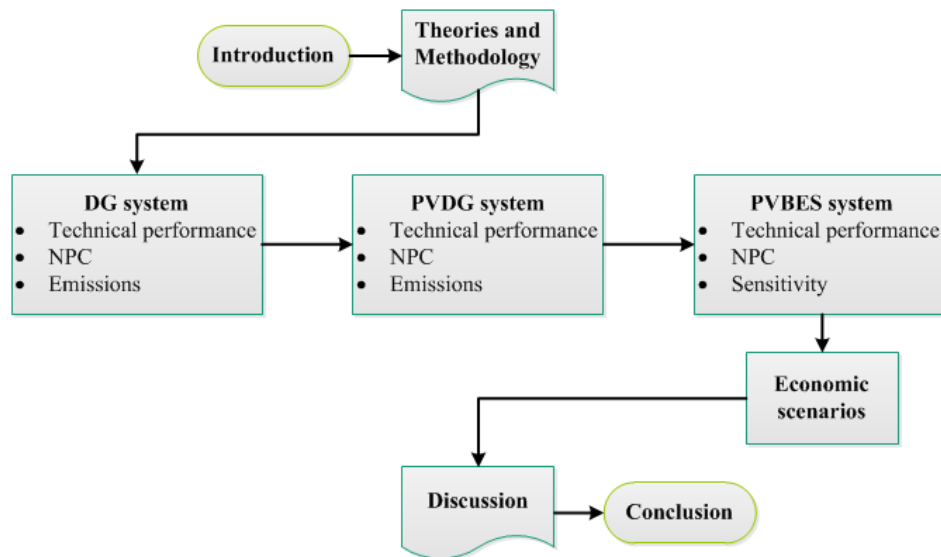 Introduction
Theories and
Methodology
DG system
• Technical performance
• NPC
• Emissions
PVDG system
• Technical performance
• NPC
• Emissions
PVBES system
• Technical performance
• NPC
• Sensitivity
Economic
scenarios
Discussion
Conclusion